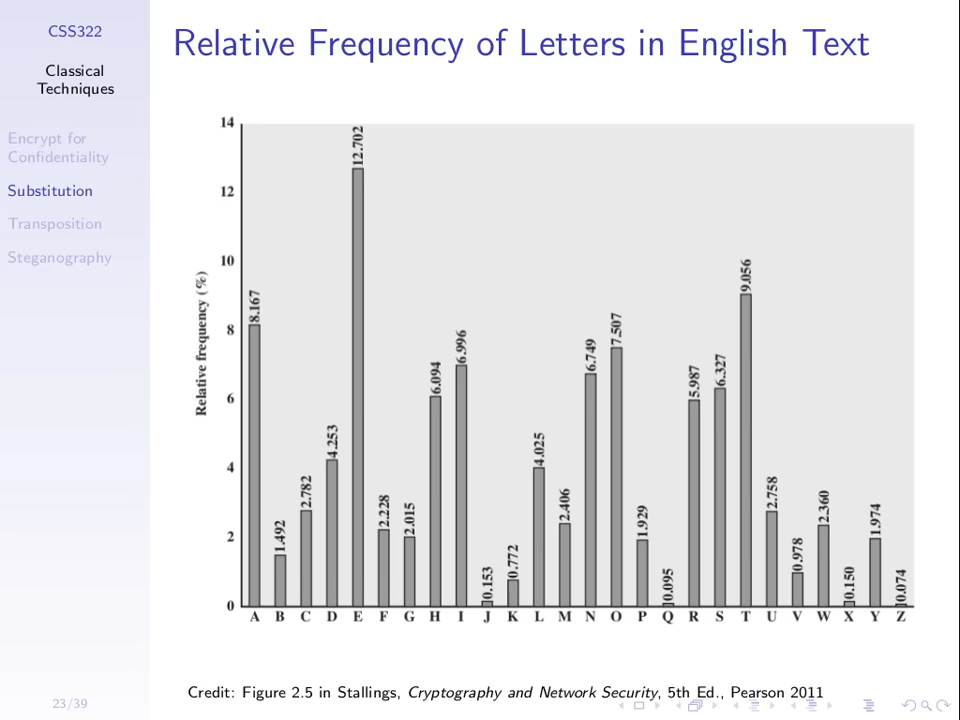 CSS322
Classical
Techniques
Encrypt for
Confidentiality
Substitution
Transposition
Steganography
23/39
Relative Frequency of Letters in English Text
Relative frequency (%)
14
12
10
8
6
4
2
0
8.167
1.492
2.782
4.253
12.702
2.228
2.015
6.094
6.996
0.153
0.772
4.025
2.406
6.749
7.507
1.929
0.095
5.987
6.327
9.056
2.758
0.978
2.360
0.150
1.974
0.074
A B C D E F G H I J K L M N O P Q R S T U V W X Y Z
Credit: Figure 2.5 in Stallings, Cryptography and Network Security, 5th Ed., Pearson 2011